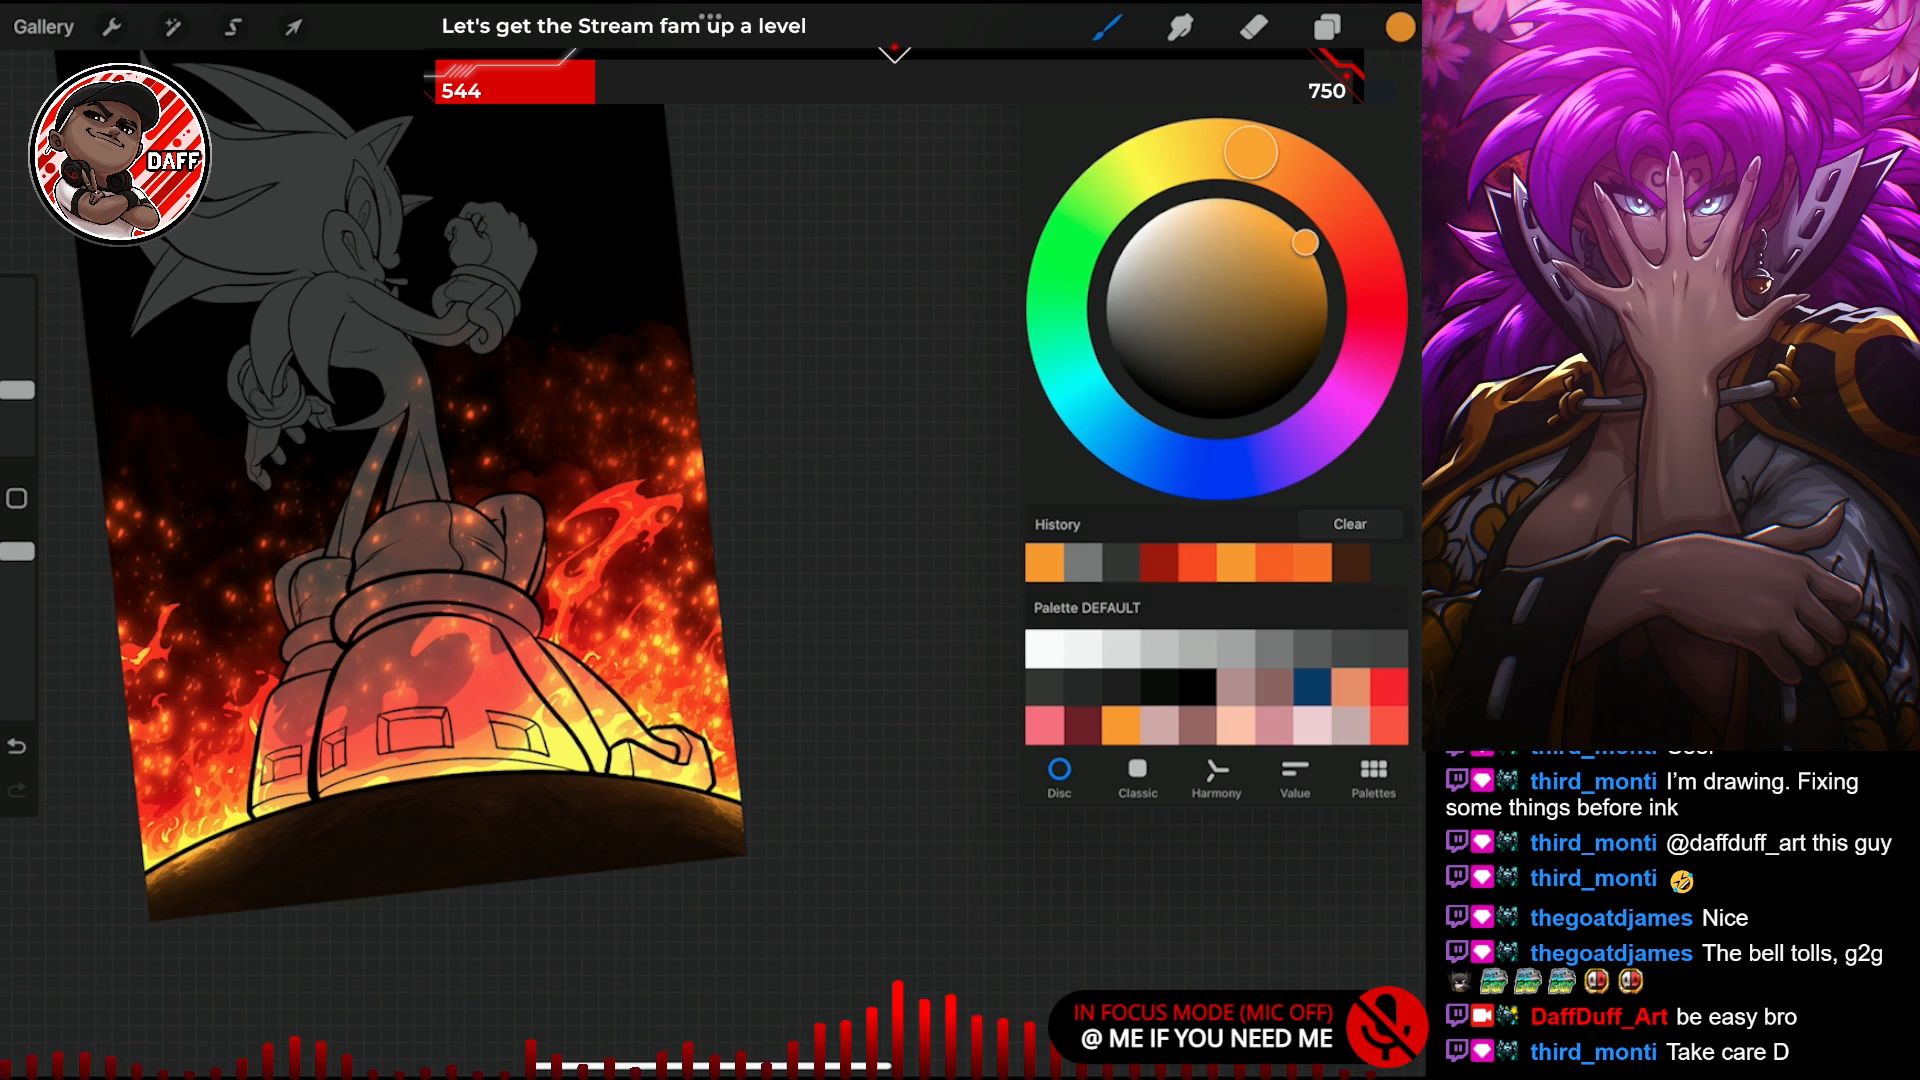 Gallery
Let's get the Stream fam up a level
544
750
DAFF
History
Clear
Palette DEFAULT
Disc
Classic
Harmony
Value
Palettes
third_monti I'm drawing. Fixing
some things before ink
third_monti @daffduff_art this guy
third_monti
thegoatdjames Nice
thegoatdjames The bell tolls, g2g
DaffDuff_Art be easy bro
third_monti Take care D
IN FOCUS MODE (MIC OFF)
@ ME IF YOU NEED ME